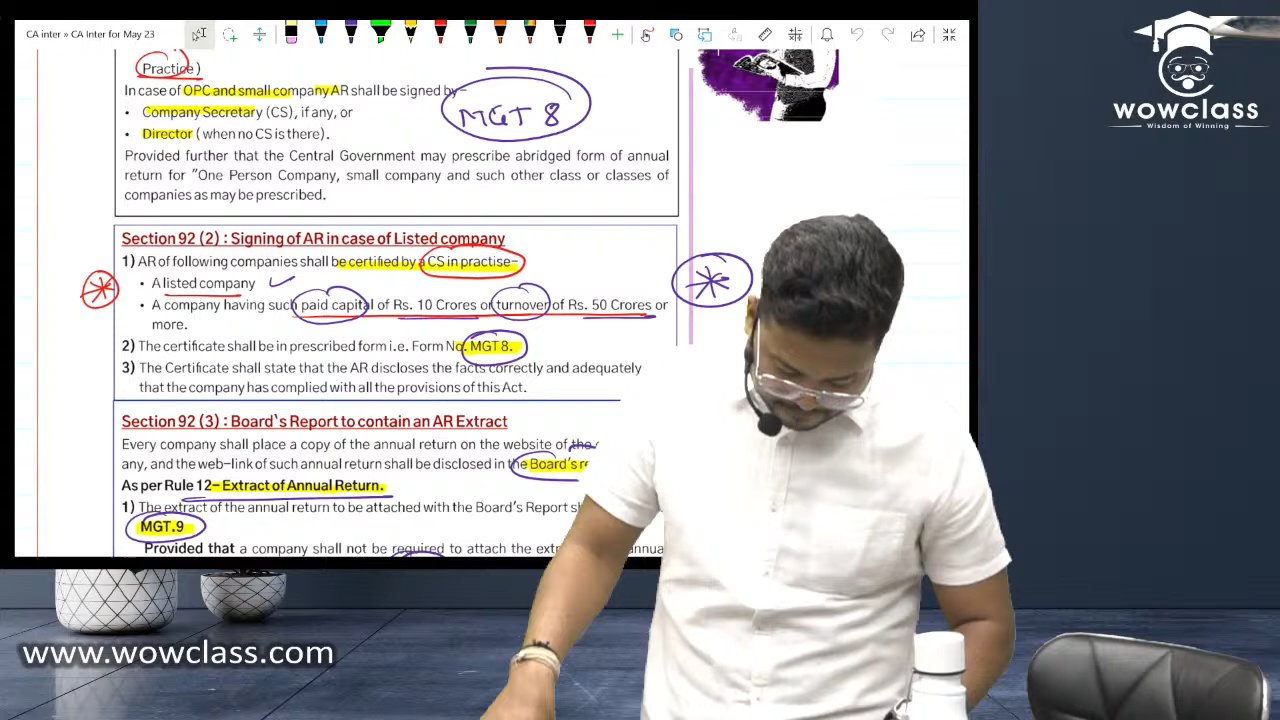 CA inter » CA Inter for May 23
Practice )
In case of OPC and small company AR shall be signed by-
MGT 8
• Company Secretary (CS), if any, or
• Director ( when no CS is there).
Provided further that the Central Government may prescribe abridged form of annual
return for "One Person Company, small company and such other class or classes of
companies as may be prescribed.
Section 92 (2) : Signing of AR in case of Listed company
1) AR of following companies shall be certified by a CS in practise-
• A listed company
• A company having such paid capital of Rs. 10 Crores or turnover of Rs. 50 Crores or
more.
2) The certificate shall be in prescribed form i.e. Form No. MGT 8.
3) The Certificate shall state that the AR discloses the facts correctly and adequately
that the company has complied with all the provisions of this Act.
Section 92 (3) : Board's Report to contain an AR Extract
Every company shall place a copy of the annual return on the website of the
any, and the web-link of such annual return shall be disclosed in the Board's
As per Rule 12- Extract of Annual Return.
1) The extract of the annual return to be attached with the Board's Report
MGT.9
Provided that a company shall not be required to attach the
wowclass
Wisdom of Winning
www.wowclass.com